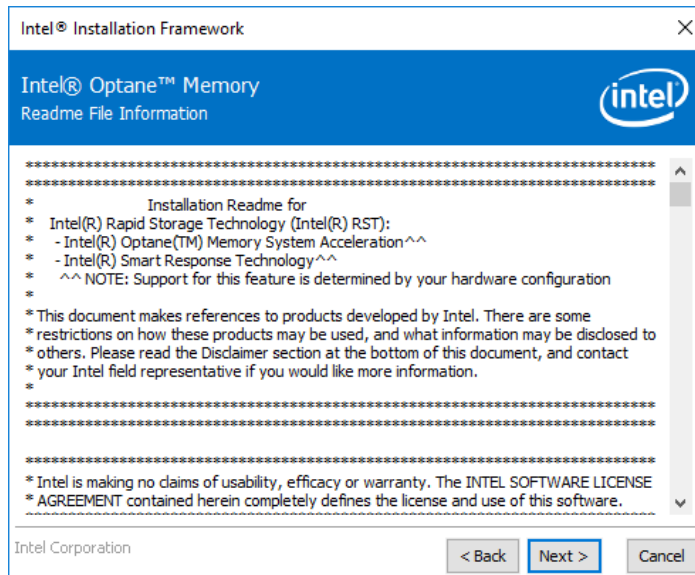 Intel® Installation Framework
Intel® Optane™ Memory
Readme File Information
intel
******************************************************************************
******************************************************************************
* Installation Readme for
* Intel(R) Rapid Storage Technology (Intel(R) RST):
* - Intel(R) Optane(TM) Memory System Acceleration^^
* - Intel(R) Smart Response Technology^^
* ^^ NOTE: Support for this feature is determined by your hardware configuration
*
* This document makes references to products developed by Intel. There are some
* restrictions on how these products may be used, and what information may be disclosed to
* others. Please read the Disclaimer section at the bottom of this document, and contact
* your Intel field representative if you would like more information.
*
******************************************************************************
******************************************************************************
******************************************************************************
* Intel is making no claims of usability, efficacy or warranty. The INTEL SOFTWARE LICENSE
* AGREEMENT contained herein completely defines the license and use of this software.
******************************************************************************
Intel Corporation
< Back Next > Cancel